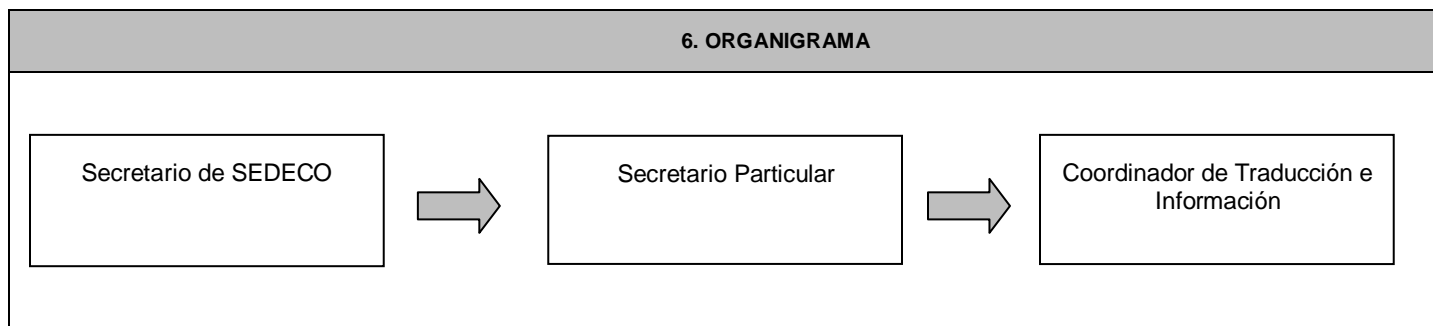 6. ORGANIGRAMA
Secretario de SEDECO
Secretario Particular
Coordinador de Traducción e
Información